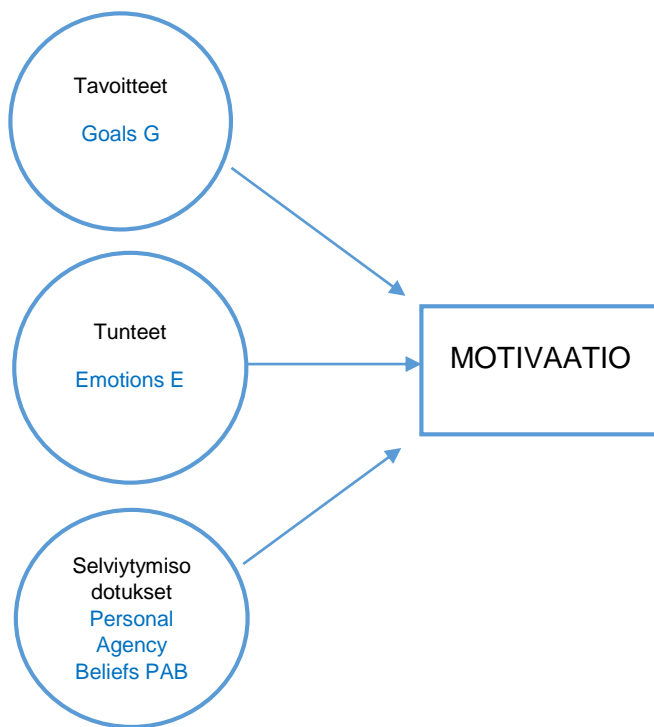 Tavoitteet
Goals G
Tunteet
Emotions E
MOTIVAATIO
Selviytymiso
dotukset
Personal
Agency
Beliefs PAB